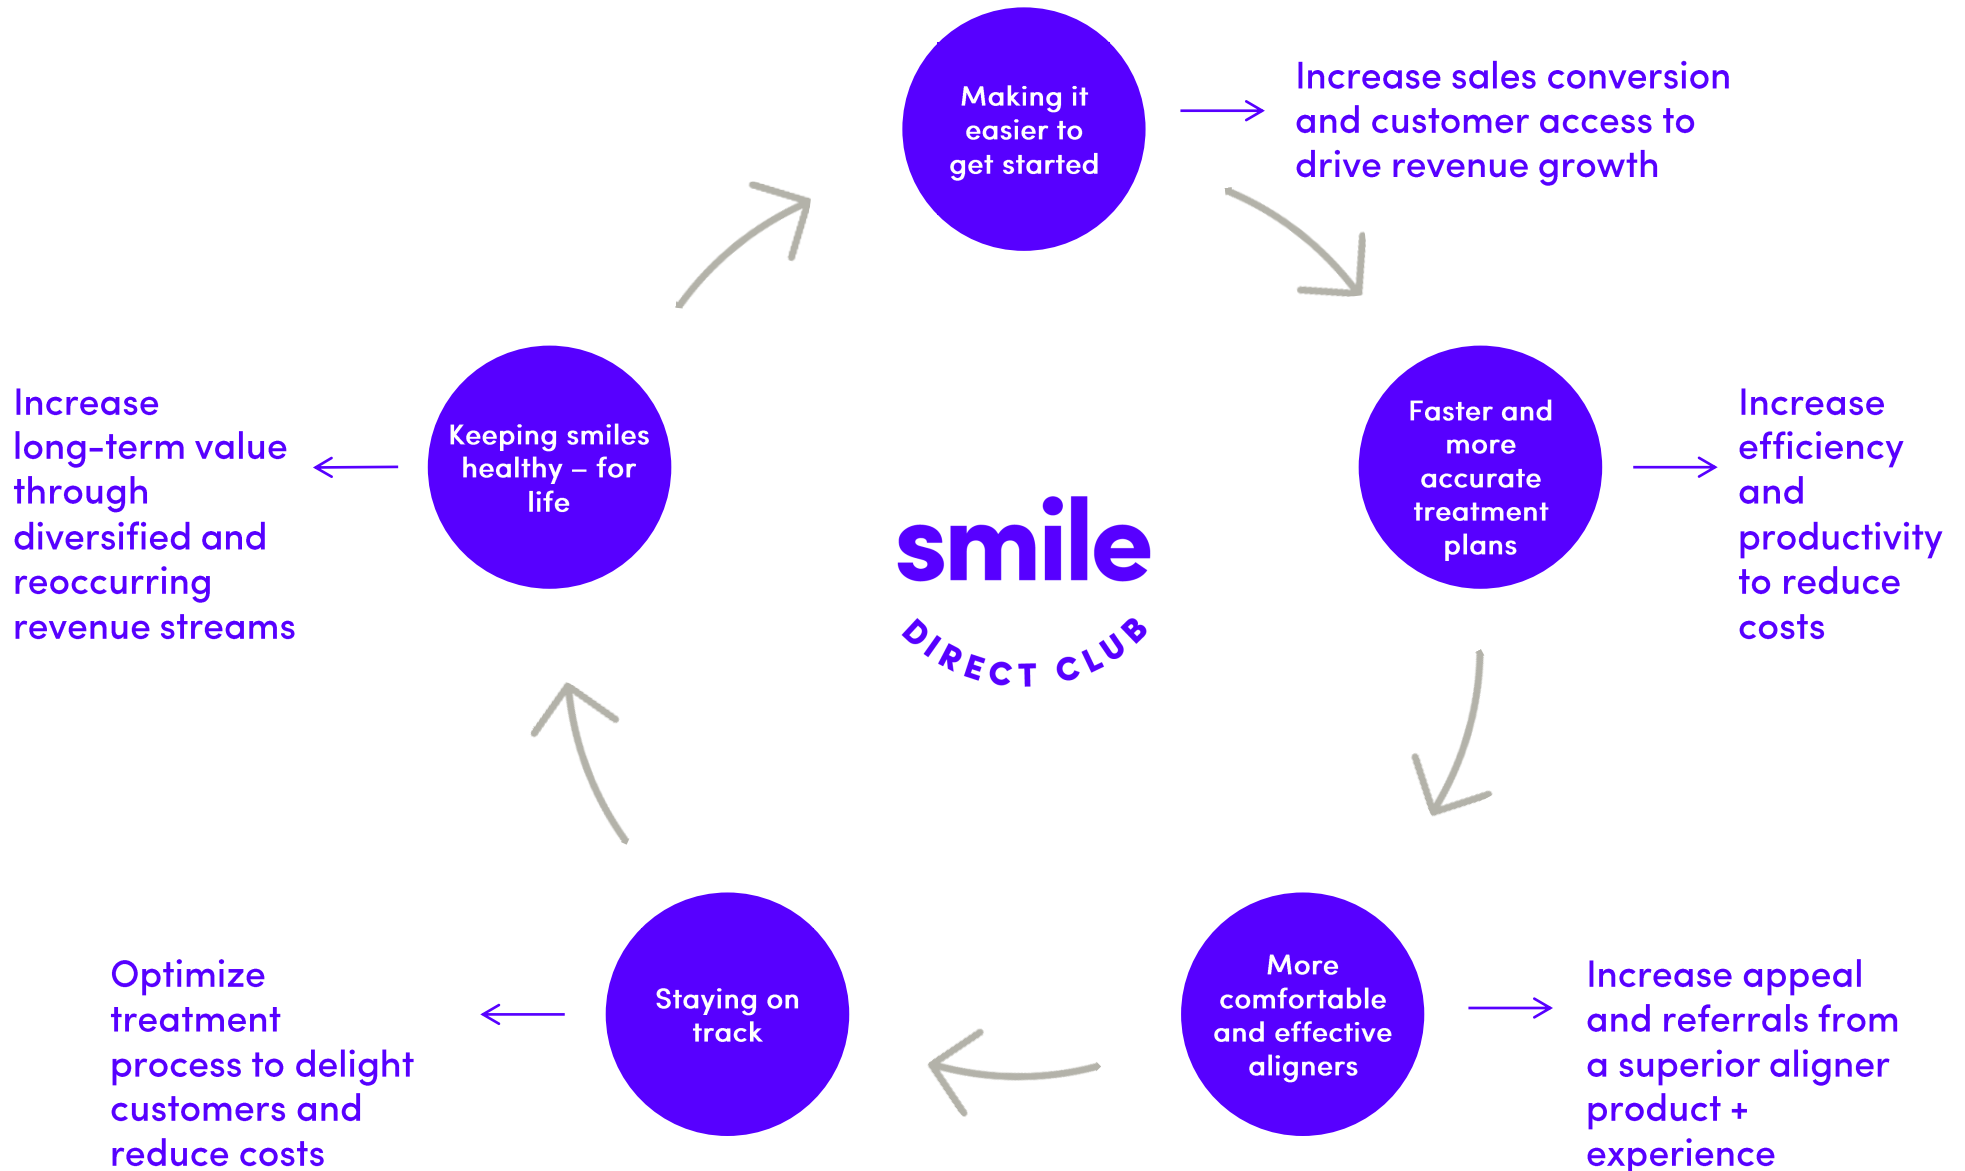 Making it
easier to
get started
Increase sales conversion
and customer access to
drive revenue growth
Faster and
more
accurate
treatment
plans
Increase
efficiency
and
productivity
to reduce
costs
More
comfortable
and effective
aligners
Increase appeal
and referrals from
a superior aligner
product +
experience
Staying on
track
Optimize
treatment
process to delight
customers and
reduce costs
Keeping smiles
healthy – for
life
Increase
long-term value
through
diversified and
reoccurring
revenue streams
smile
DIRECT CLUB